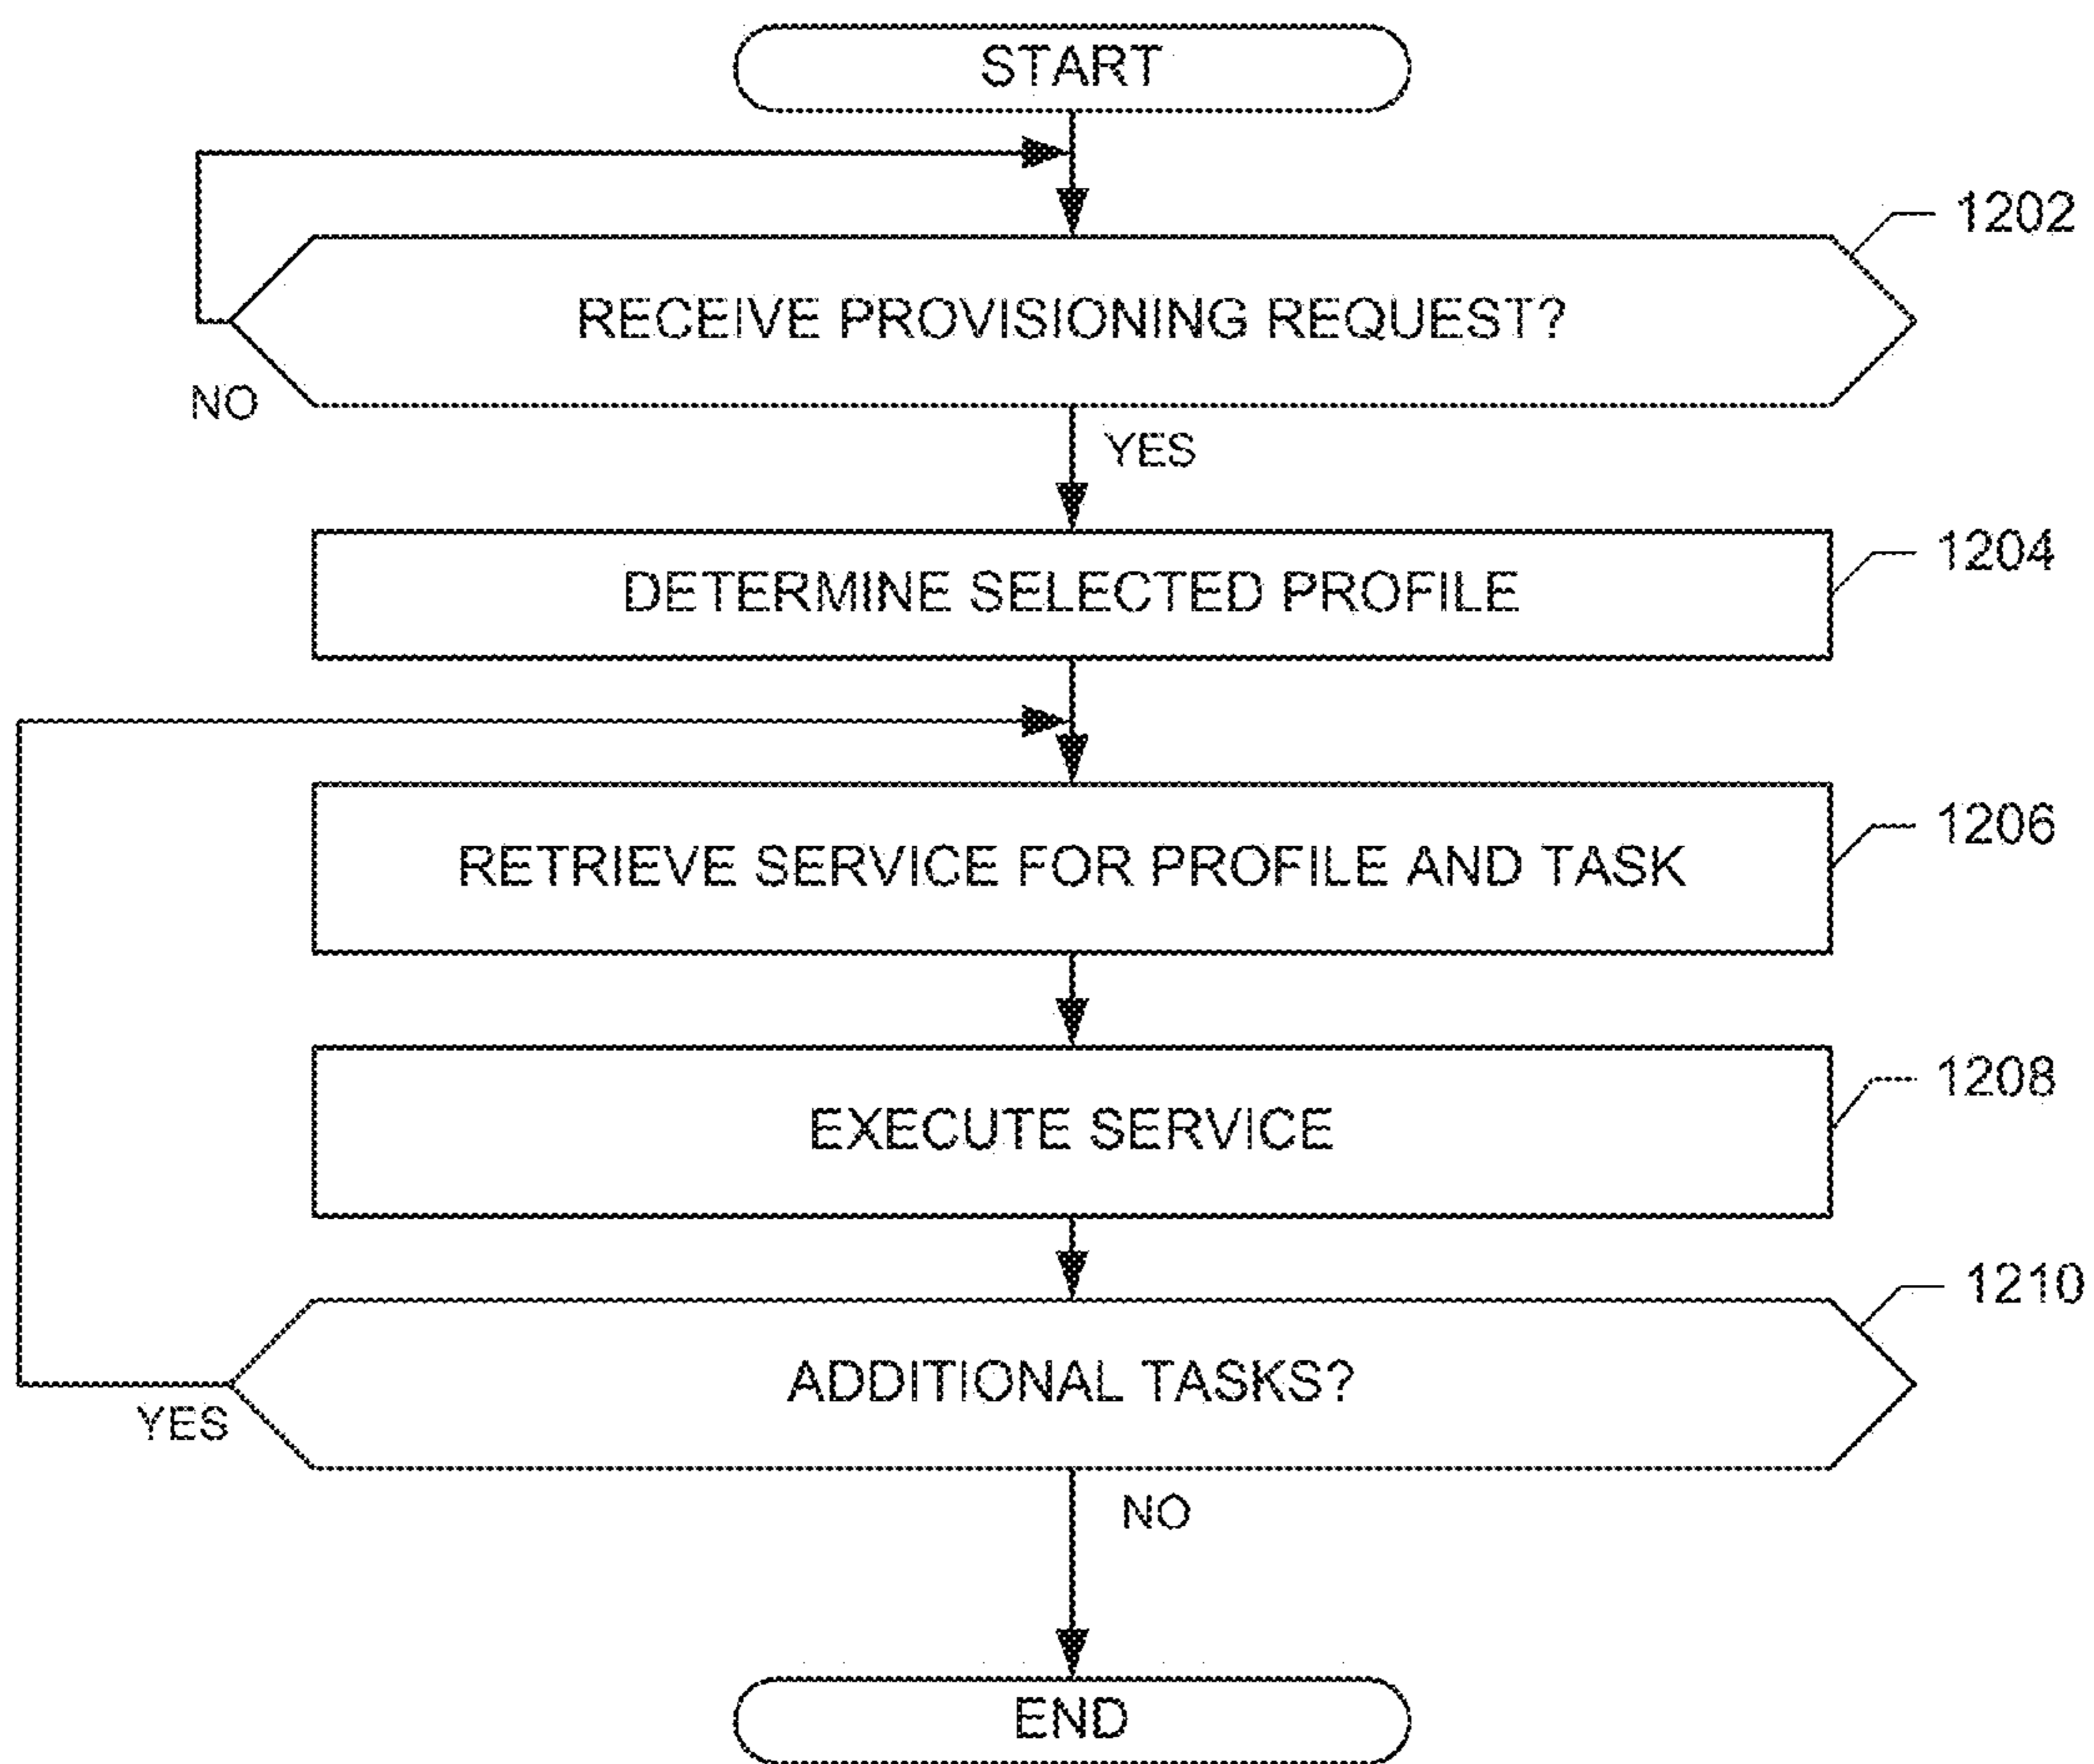 START
1202
RECEIVE PROVISIONING REQUEST?
NO
YES
1204
DETERMINE SELECTED PROFILE
1206
RETRIEVE SERVICE FOR PROFILE AND TASK
1208
EXECUTE SERVICE
1210
ADDITIONAL TASKS?
YES
NO
END